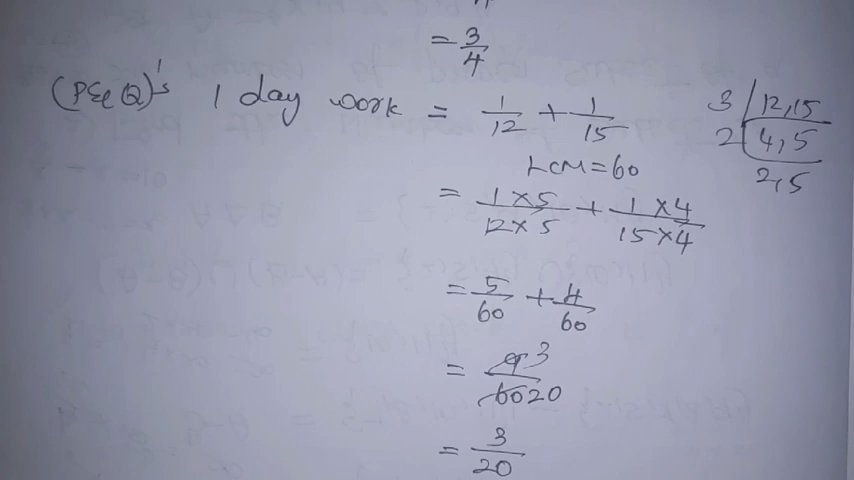 = 3/4
(P & Q)'s 1 day work = 1/12 + 1/15
3 | 12, 15
2 | 4, 5
2, 5
LCM = 60
= 1 × 5/12 × 5 + 1 × 4/15 × 4
= 5/60 + 4/60
= 9 3/60 20
= 3/20